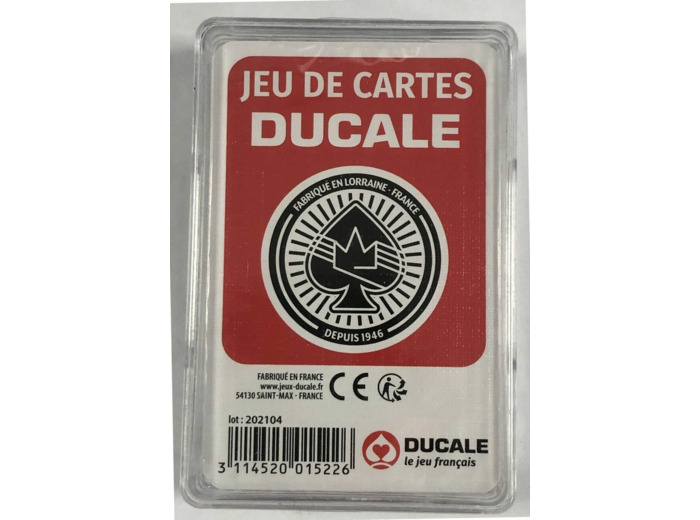 JEU DE CARTES
DUCALE
FABRIQUÉ EN LORRAINE - FRANCE
DEPUIS 1946
FABRIQUÉ EN FRANCE
www.jeux-ducale.fr
54130 SAINT-MAX - FRANCE
CE
lot : 202104
3 114520 015226
DUCALE
le jeu français